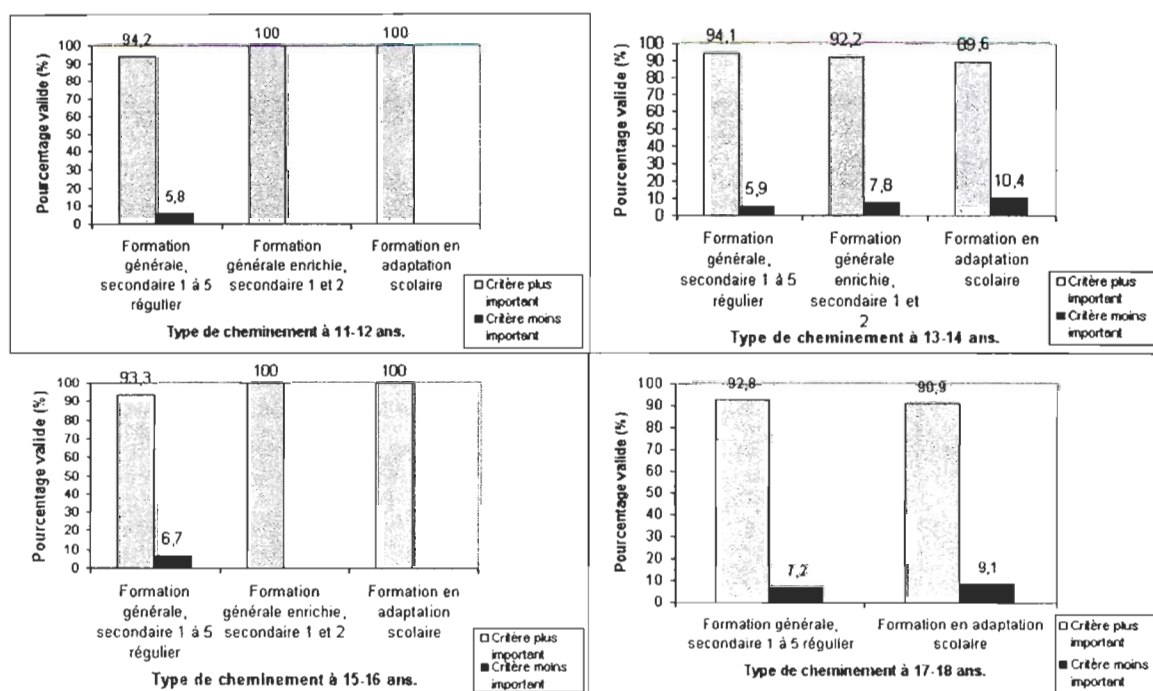 94,2
100
100
Pourcentage valide (%)
100
90
80
70
60
50
40
30
20
10
0
5,8
Formation générale, secondaire 1 à 5 régulier
Formation générale enrichie, secondaire 1 et 2
Formation en adaptation scolaire
Critère plus important
Critère moins important
Type de cheminement à 11-12 ans.
94,1
92,2
89,6
Pourcentage valide (%)
100
90
80
70
60
50
40
30
20
10
0
5,9
7,8
10,4
Formation générale, secondaire 1 à 5 régulier
Formation générale enrichie, secondaire 1 et 2
Formation en adaptation scolaire
Critère plus important
Critère moins important
Type de cheminement à 13-14 ans.
93,3
100
100
Pourcentage valide (%)
100
90
80
70
60
50
40
30
20
10
0
6,7
Formation générale, secondaire 1 à 5 régulier
Formation générale enrichie, secondaire 1 et 2
Formation en adaptation scolaire
Critère plus important
Critère moins important
Type de cheminement à 15-16 ans.
92,8
90,9
Pourcentage valide (%)
100
90
80
70
60
50
40
30
20
10
0
7,2
9,1
Formation générale, secondaire 1 à 5 régulier
Formation en adaptation scolaire
Critère plus important
Critère moins important
Type de cheminement à 17-18 ans.